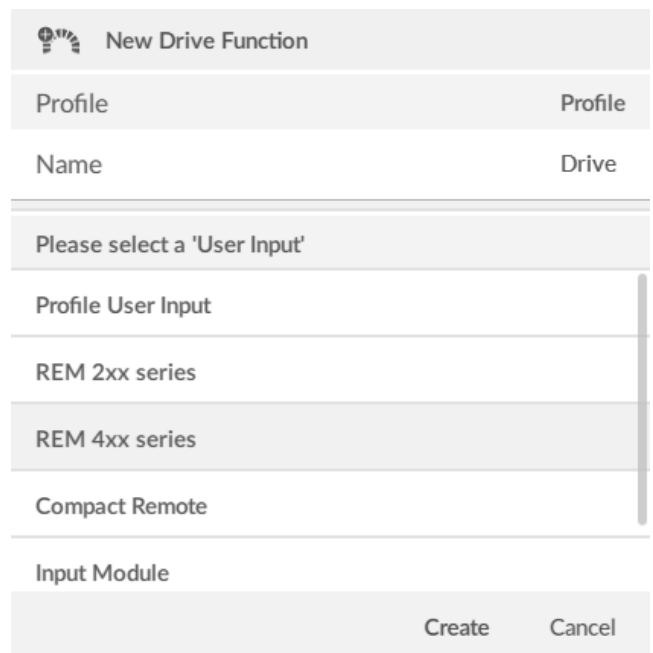 New Drive Function
Profile Profile
Name Drive
Please select a 'User Input'
Profile User Input
REM 2xx series
REM 4xx series
Compact Remote
Input Module
Create Cancel